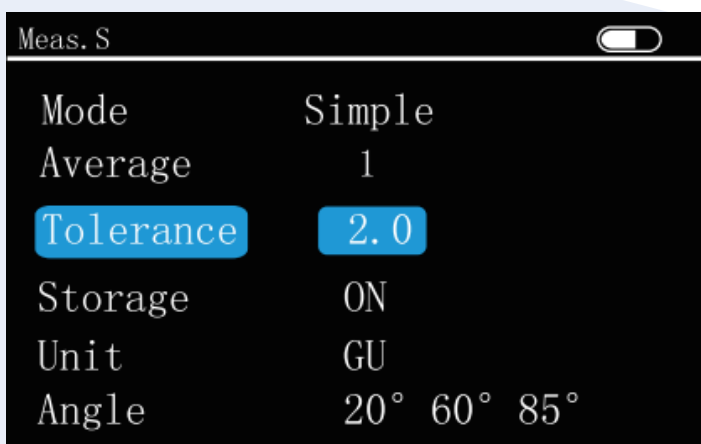 Meas.S
Mode Simple
Average 1
Tolerance 2.0
Storage ON
Unit GU
Angle 20° 60° 85°